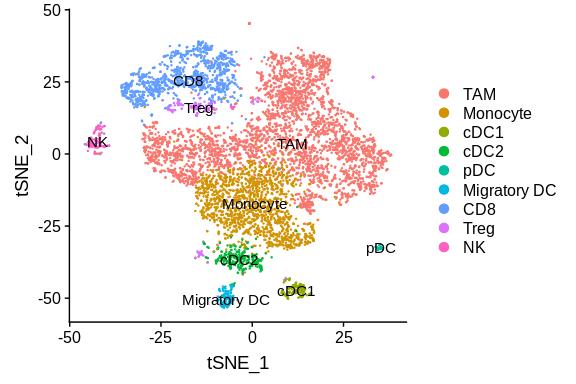 50
25
0
-25
-50
tSNE_2
-50
-25
0
25
tSNE_1
CD8
Treg
NK
TAM
Monocyte
pDC
cDC2
cDC1
Migratory DC
TAM
Monocyte
cDC1
cDC2
pDC
Migratory DC
CD8
Treg
NK